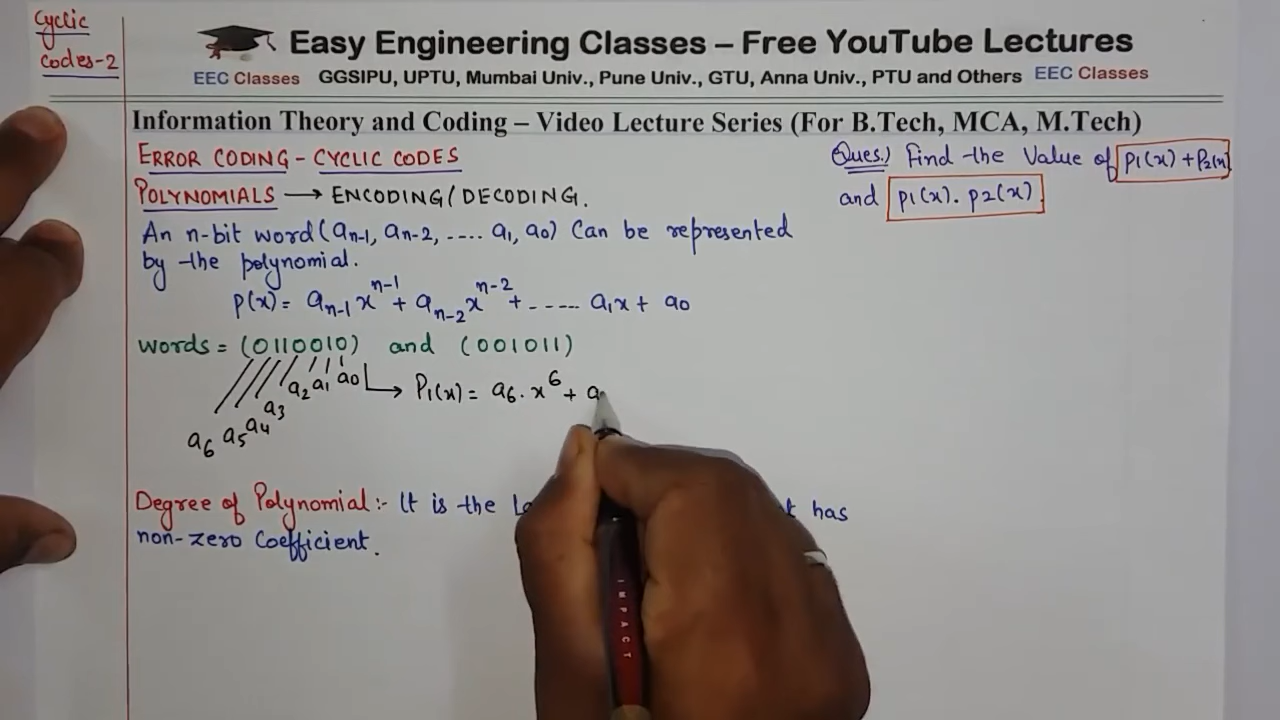 Cyclic
Codes-2
Easy Engineering Classes – Free YouTube Lectures
EEC Classes GGSIPU, UPTU, Mumbai Univ., Pune Univ., GTU, Anna Univ., PTU and Others EEC Classes
Information Theory and Coding – Video Lecture Series (For B.Tech, MCA, M.Tech)
ERROR CODING - CYCLIC CODES
POLYNOMIALS → ENCODING/DECODING.
An n-bit word (aₙ₋₁, aₙ₋₂, .... a₁, a₀) Can be represented
by the polynomial.
p(x) = aₙ₋₁xⁿ⁻¹ + aₙ₋₂xⁿ⁻² + ----- a₁x + a₀
words = (0110010) and (001011)
a₆ a₅ a₄ a₃ a₂ a₁ a₀ → P₁(x) = a₆.x⁶ + a
Degree of Polynomial :- It is the has
non-zero Coefficient.
Ques.) Find the Value of p₁(x) + p₂(x)
and p₁(x). p₂(x)
IMPACT